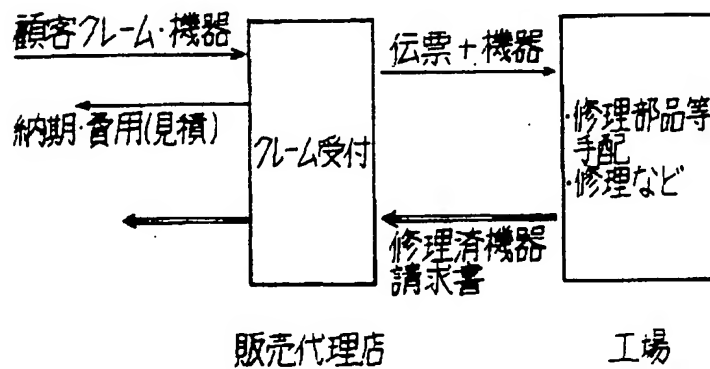 顧客クレーム・機器
納期・費用(見積)
クレーム受付
伝票+機器
修理済機器
請求書
・修理部品等
手配
・修理など
販売代理店
工場